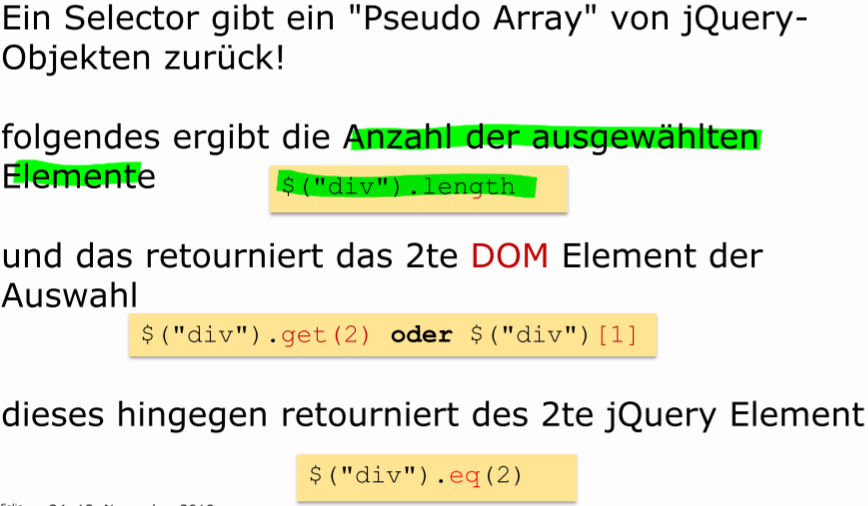 Ein Selector gibt ein "Pseudo Array" von jQuery-
Objekten zurück!
folgendes ergibt die Anzahl der ausgewählten
Elemente
$("div").length
und das retourniert das 2te DOM Element der
Auswahl
$("div").get(2) oder $("div")[1]
dieses hingegen retourniert des 2te jQuery Element
$("div").eq(2)